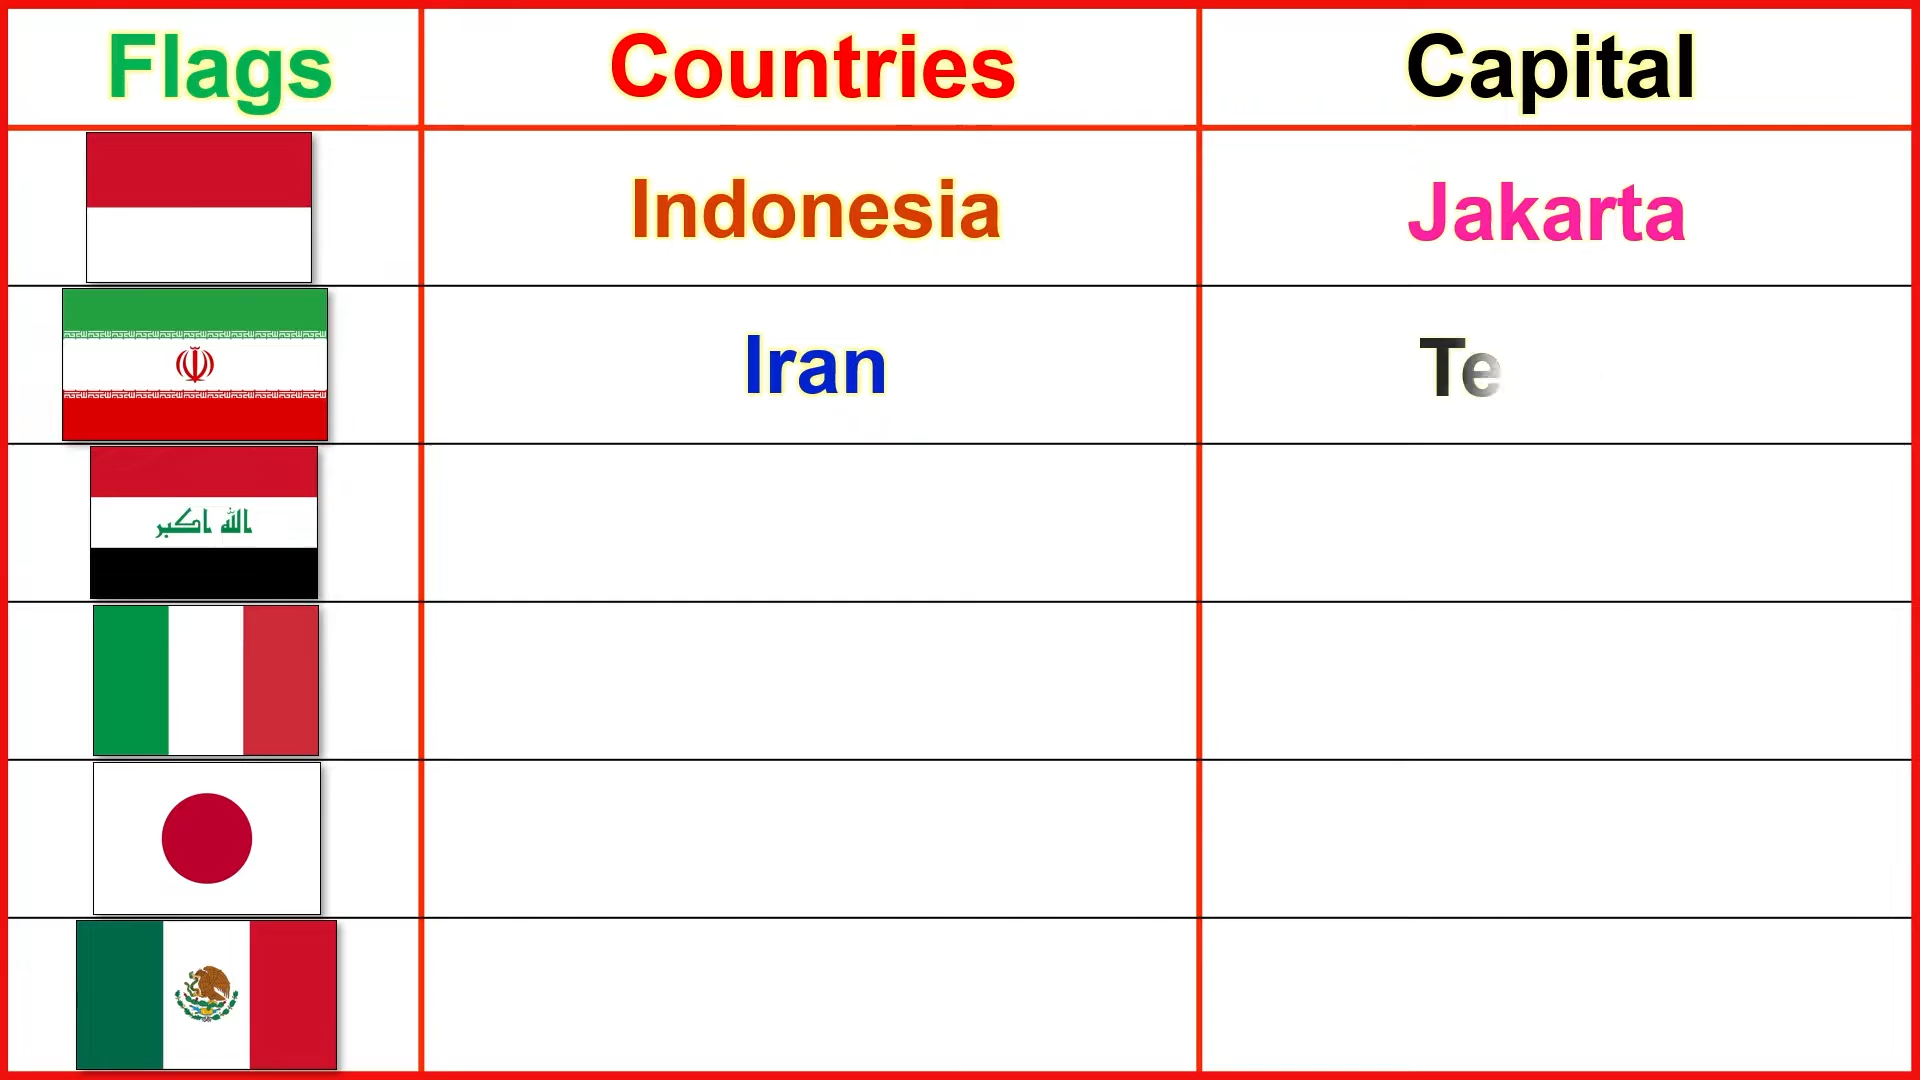 Flags Countries Capital
Indonesia Jakarta
Iran Te
الله اكبر